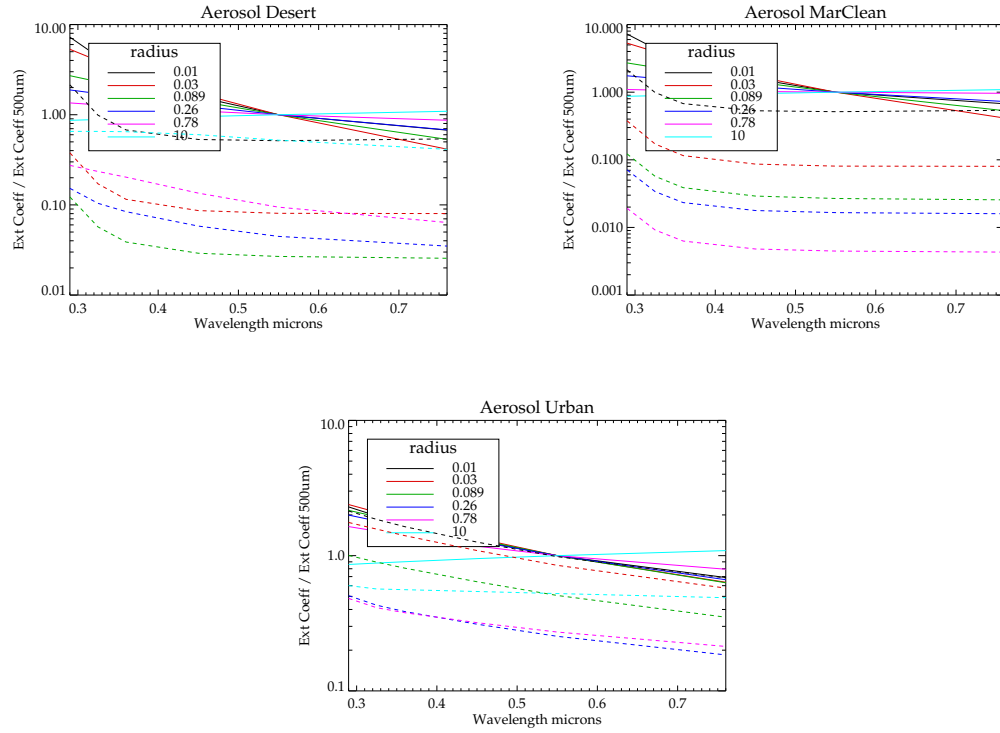 Aerosol Desert
10.00
1.00
0.10
0.01
Ext Coeff / Ext Coeff 500um)
radius
0.01
0.03
0.089
0.26
0.78
10
0.3 0.4 0.5 0.6 0.7
Wavelength microns
Aerosol MarClean
10.000
1.000
0.100
0.010
0.001
Ext Coeff / Ext Coeff 500um)
radius
0.01
0.03
0.089
0.26
0.78
10
0.3 0.4 0.5 0.6 0.7
Wavelength microns
Aerosol Urban
10.0
1.0
0.1
Ext Coeff / Ext Coeff 500um)
radius
0.01
0.03
0.089
0.26
0.78
10
0.3 0.4 0.5 0.6 0.7
Wavelength microns